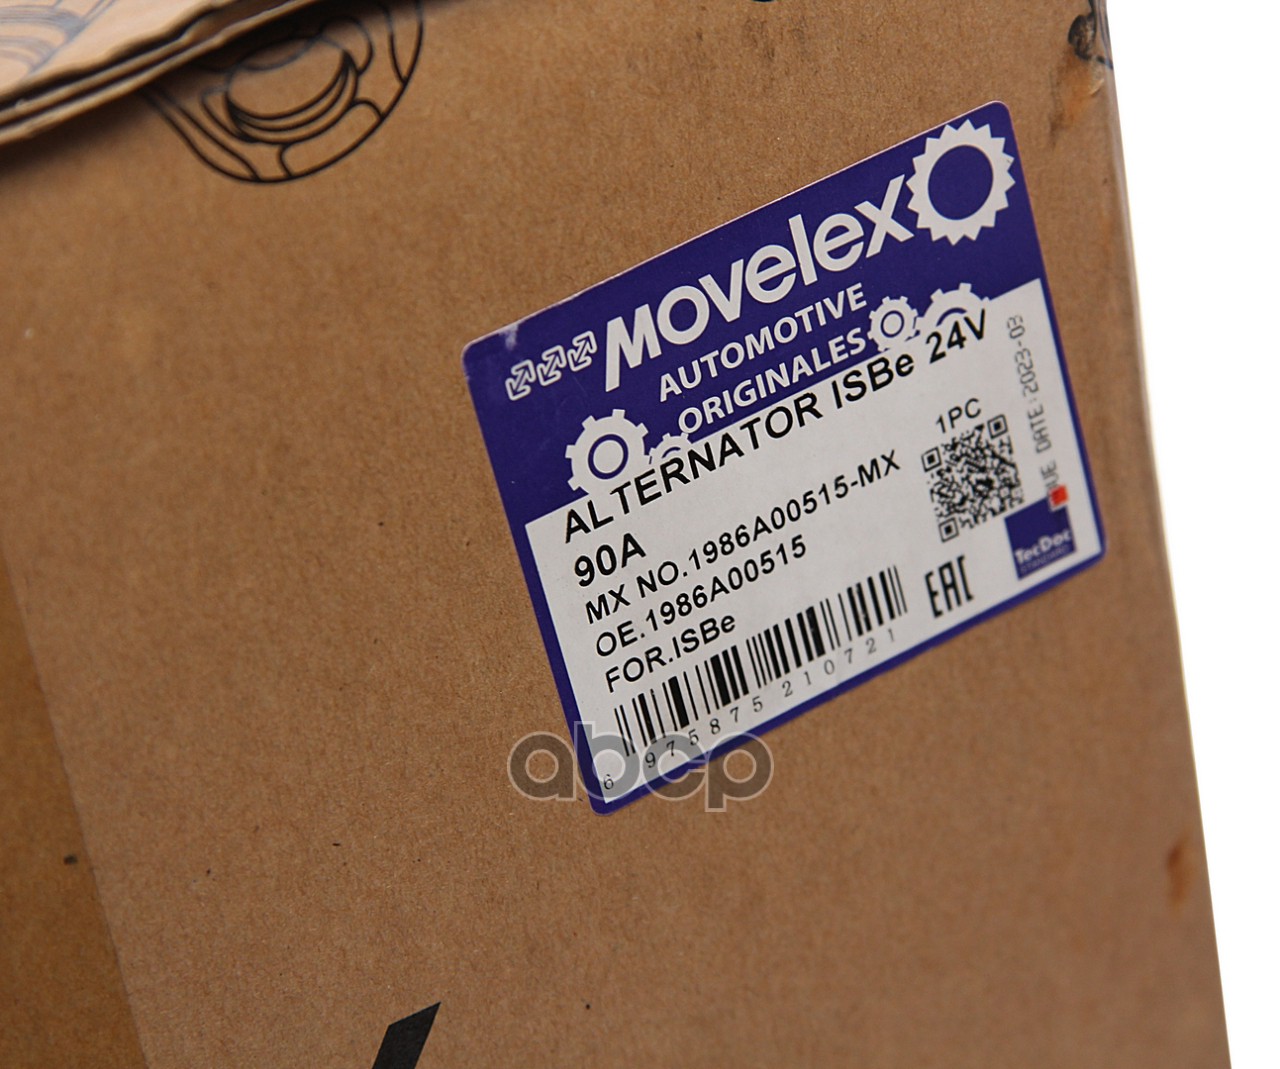 MOVelex
AUTOMOTIVE
ORIGINALES
ALTERNATOR ISBe 24V
90A
MX NO.1986A00515-MX
OE.1986A00515
FOR.ISBe
1PC
DATE:2023-03
TecDoc
STANDARD
EAC
6 975875 210721
abcp